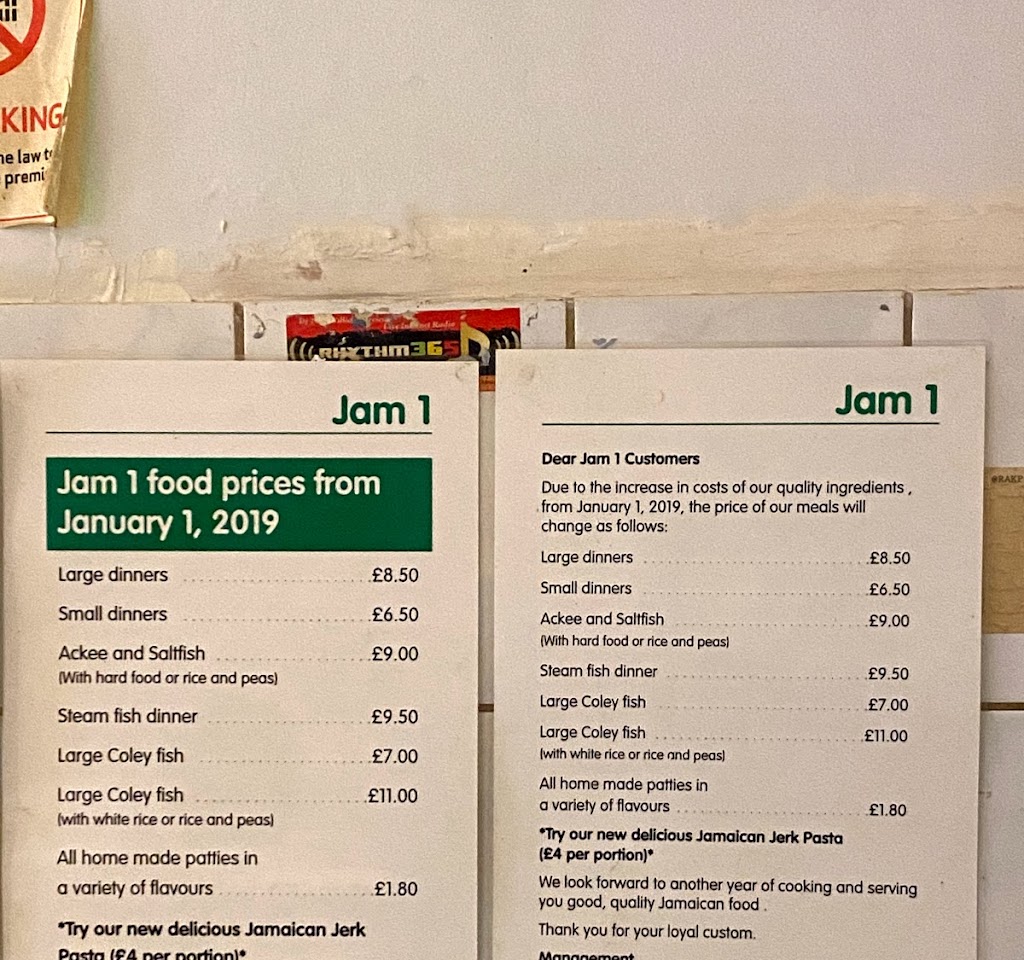 KING
he law t
premi
Live Internet Radio
RHYTHM365
Jam 1
Jam 1 food prices from
January 1, 2019
Large dinners ........ £8.50
Small dinners ........ £6.50
Ackee and Saltfish ........ £9.00
(With hard food or rice and peas)
Steam fish dinner ........ £9.50
Large Coley fish ........ £7.00
Large Coley fish ........ £11.00
(with white rice or rice and peas)
All home made patties in
a variety of flavours ........ £1.80
*Try our new delicious Jamaican Jerk
Pasta (£4 per portion)*
Jam 1
Dear Jam 1 Customers
Due to the increase in costs of our quality ingredients ,
from January 1, 2019, the price of our meals will
change as follows:
Large dinners ........ £8.50
Small dinners ........ £6.50
Ackee and Saltfish ........ £9.00
(With hard food or rice and peas)
Steam fish dinner ........ £9.50
Large Coley fish ........ £7.00
Large Coley fish ........ £11.00
(with white rice or rice and peas)
All home made patties in
a variety of flavours ........ £1.80
*Try our new delicious Jamaican Jerk Pasta
(£4 per portion)*
We look forward to another year of cooking and serving
you good, quality Jamaican food .
Thank you for your loyal custom.
Management
@RAKP